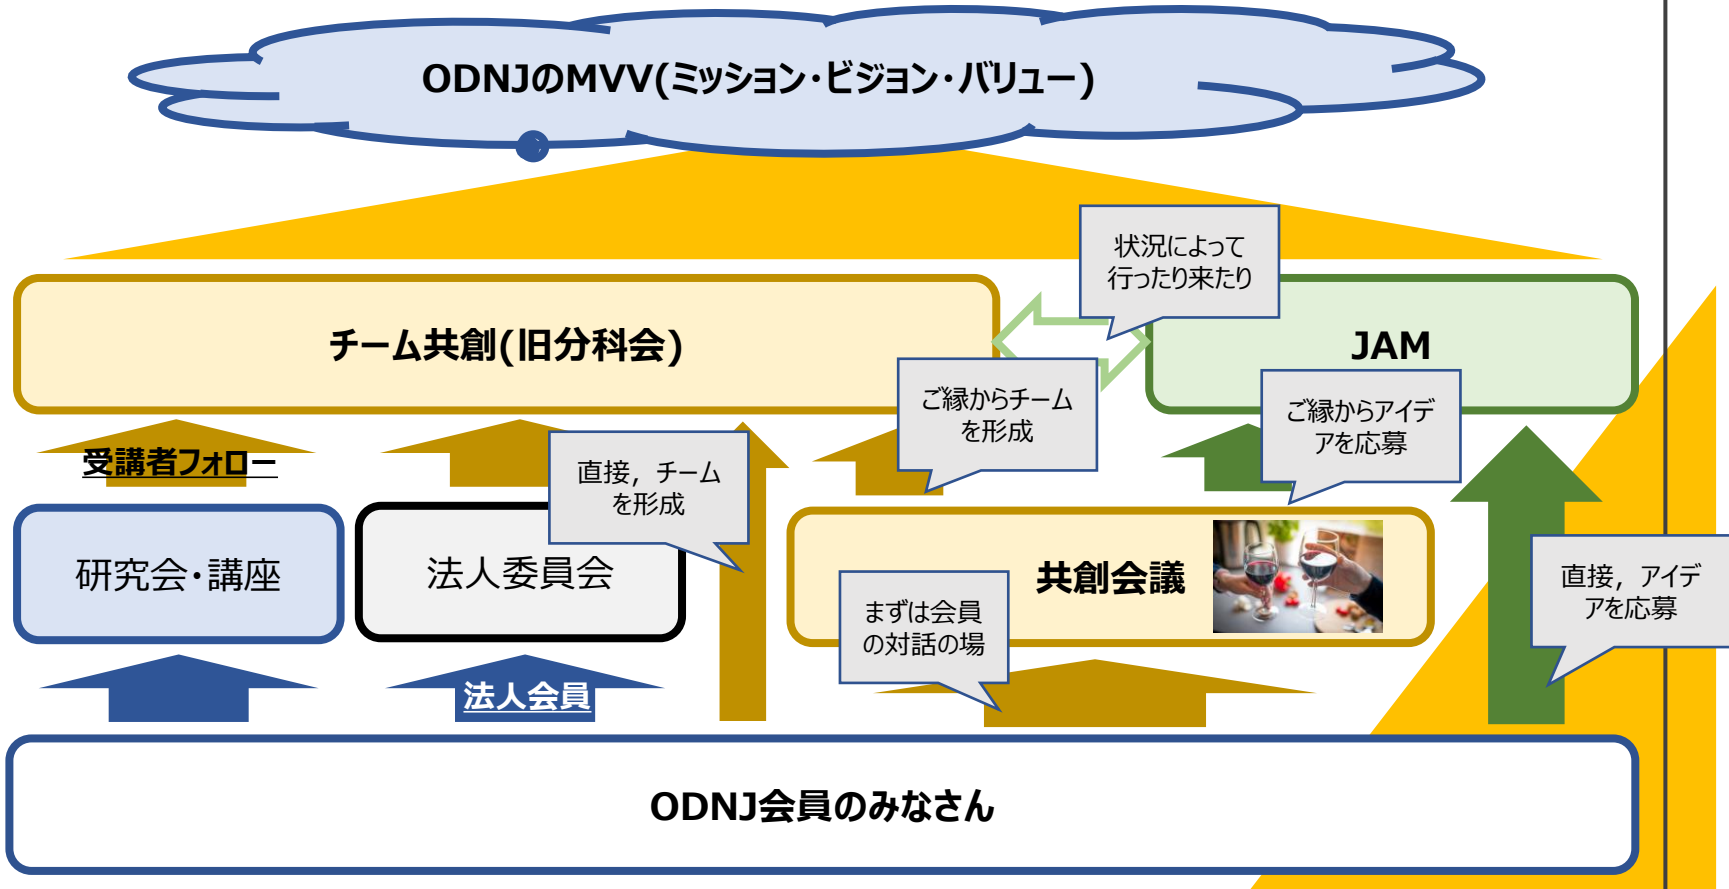 ODNJのMVV(ミッション・ビジョン・バリュー)
状況によって
行ったり来たり
チーム共創(旧分科会)
JAM
ご縁からチーム
を形成
ご縁からアイデ
アを応募
受講者フォロー
直接，チーム
を形成
研究会・講座
法人委員会
共創会議
直接，アイデ
アを応募
まずは会員
の対話の場
法人会員
ODNJ会員のみなさん